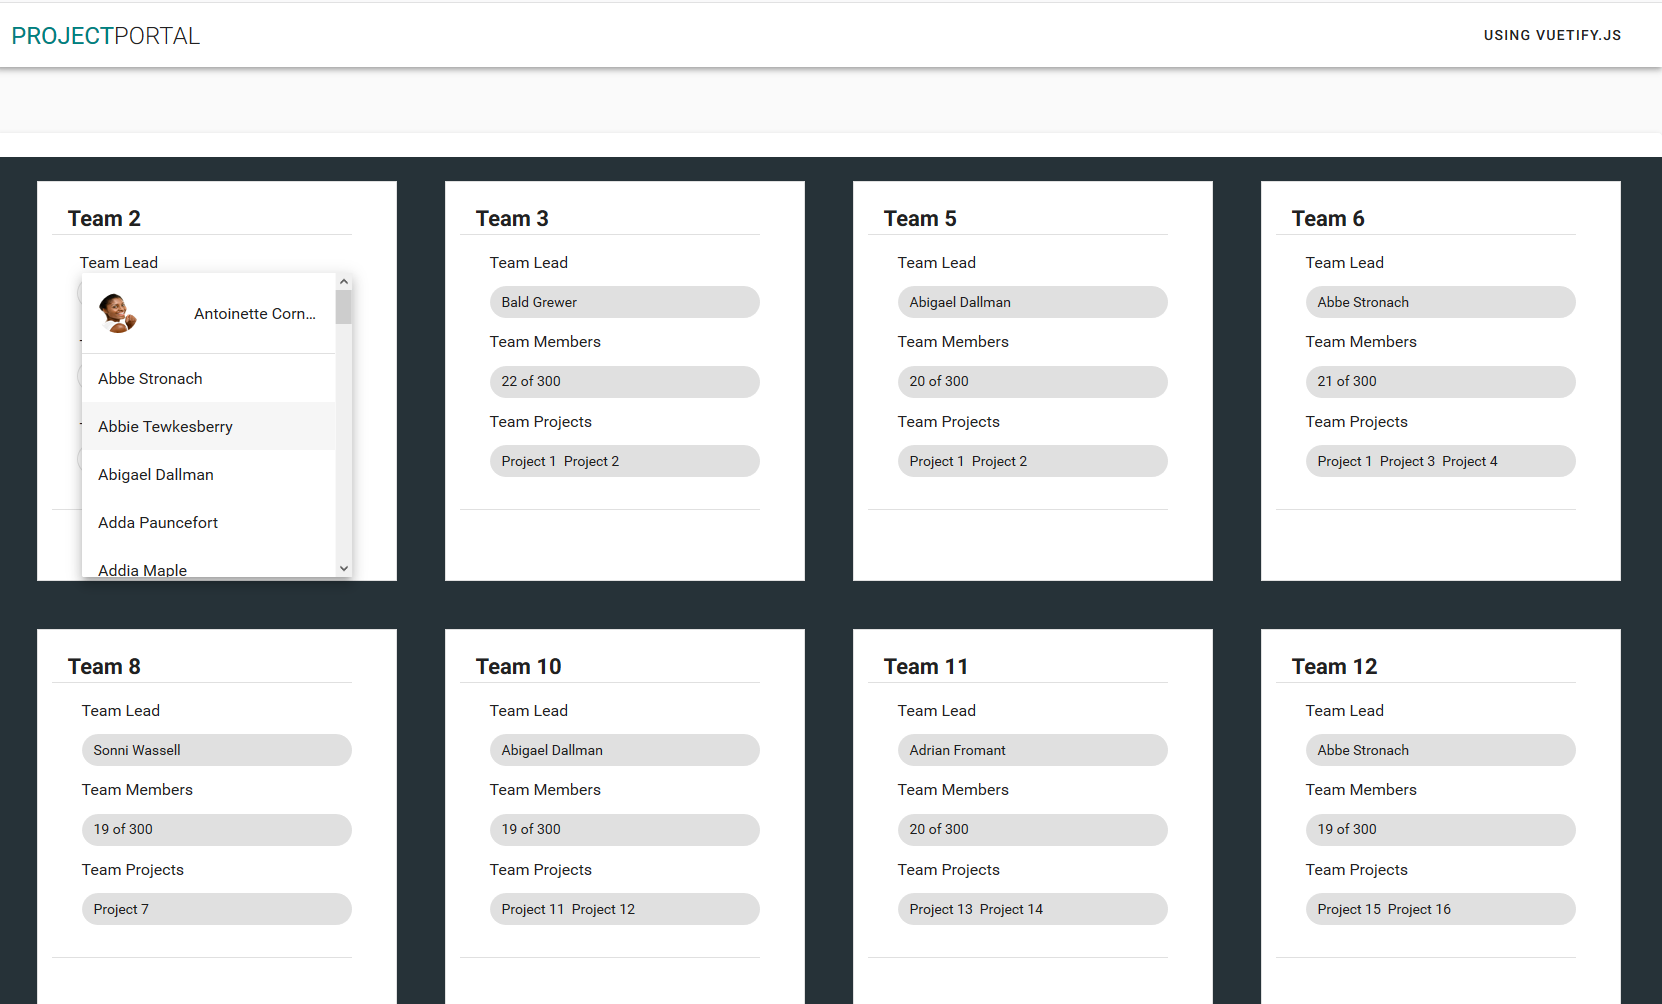 PROJECTPORTAL
USING VUETIFY.JS
Team 2
Team Lead
Antoinette Corn...
Abbe Stronach
Abbie Tewkesberry
Abigael Dallman
Adda Pauncefort
Addia Maple
Team 3
Team Lead
Bald Grewer
Team Members
22 of 300
Team Projects
Project 1 Project 2
Team 5
Team Lead
Abigael Dallman
Team Members
20 of 300
Team Projects
Project 1 Project 2
Team 6
Team Lead
Abbe Stronach
Team Members
21 of 300
Team Projects
Project 1 Project 3 Project 4
Team 8
Team Lead
Sonni Wassell
Team Members
19 of 300
Team Projects
Project 7
Team 10
Team Lead
Abigael Dallman
Team Members
19 of 300
Team Projects
Project 11 Project 12
Team 11
Team Lead
Adrian Fromant
Team Members
20 of 300
Team Projects
Project 13 Project 14
Team 12
Team Lead
Abbe Stronach
Team Members
19 of 300
Team Projects
Project 15 Project 16